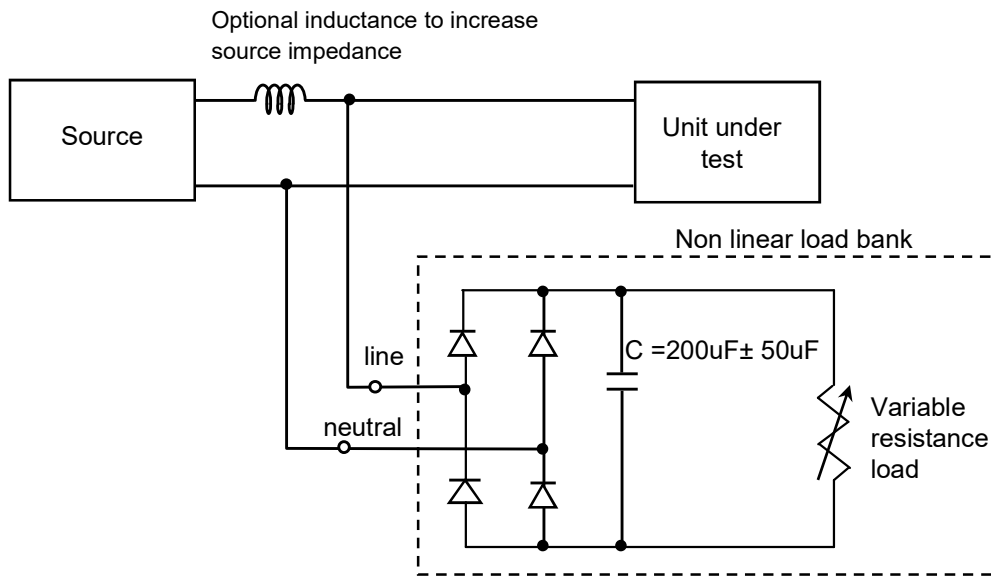 Optional inductance to increase
source impedance
Source
Unit under
test
Non linear load bank
line
C =200uF± 50uF
neutral
Variable
resistance
load